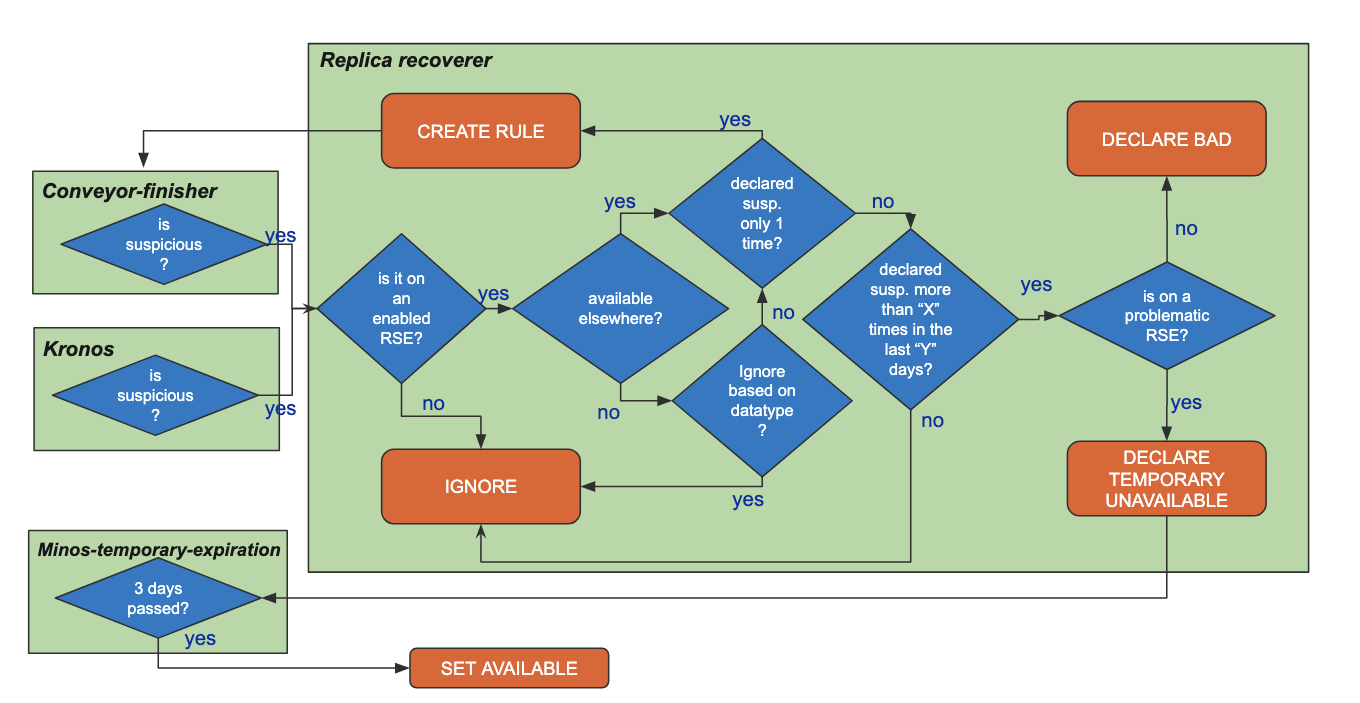 Replica recoverer
CREATE RULE
yes
DECLARE BAD
declared
susp.
only 1
time?
yes
no
no
Conveyor-finisher
is
suspicious
?
yes
is it on
an
enabled
RSE?
yes
available
elsewhere?
no
declared
susp. more
than “X”
times in the
last “Y”
days?
yes
is on a
problematic
RSE?
Kronos
is
suspicious
?
yes
no
no
Ignore
based on
datatype
?
no
yes
IGNORE
yes
DECLARE
TEMPORARY
UNAVAILABLE
Minos-temporary-expiration
3 days
passed?
yes
SET AVAILABLE